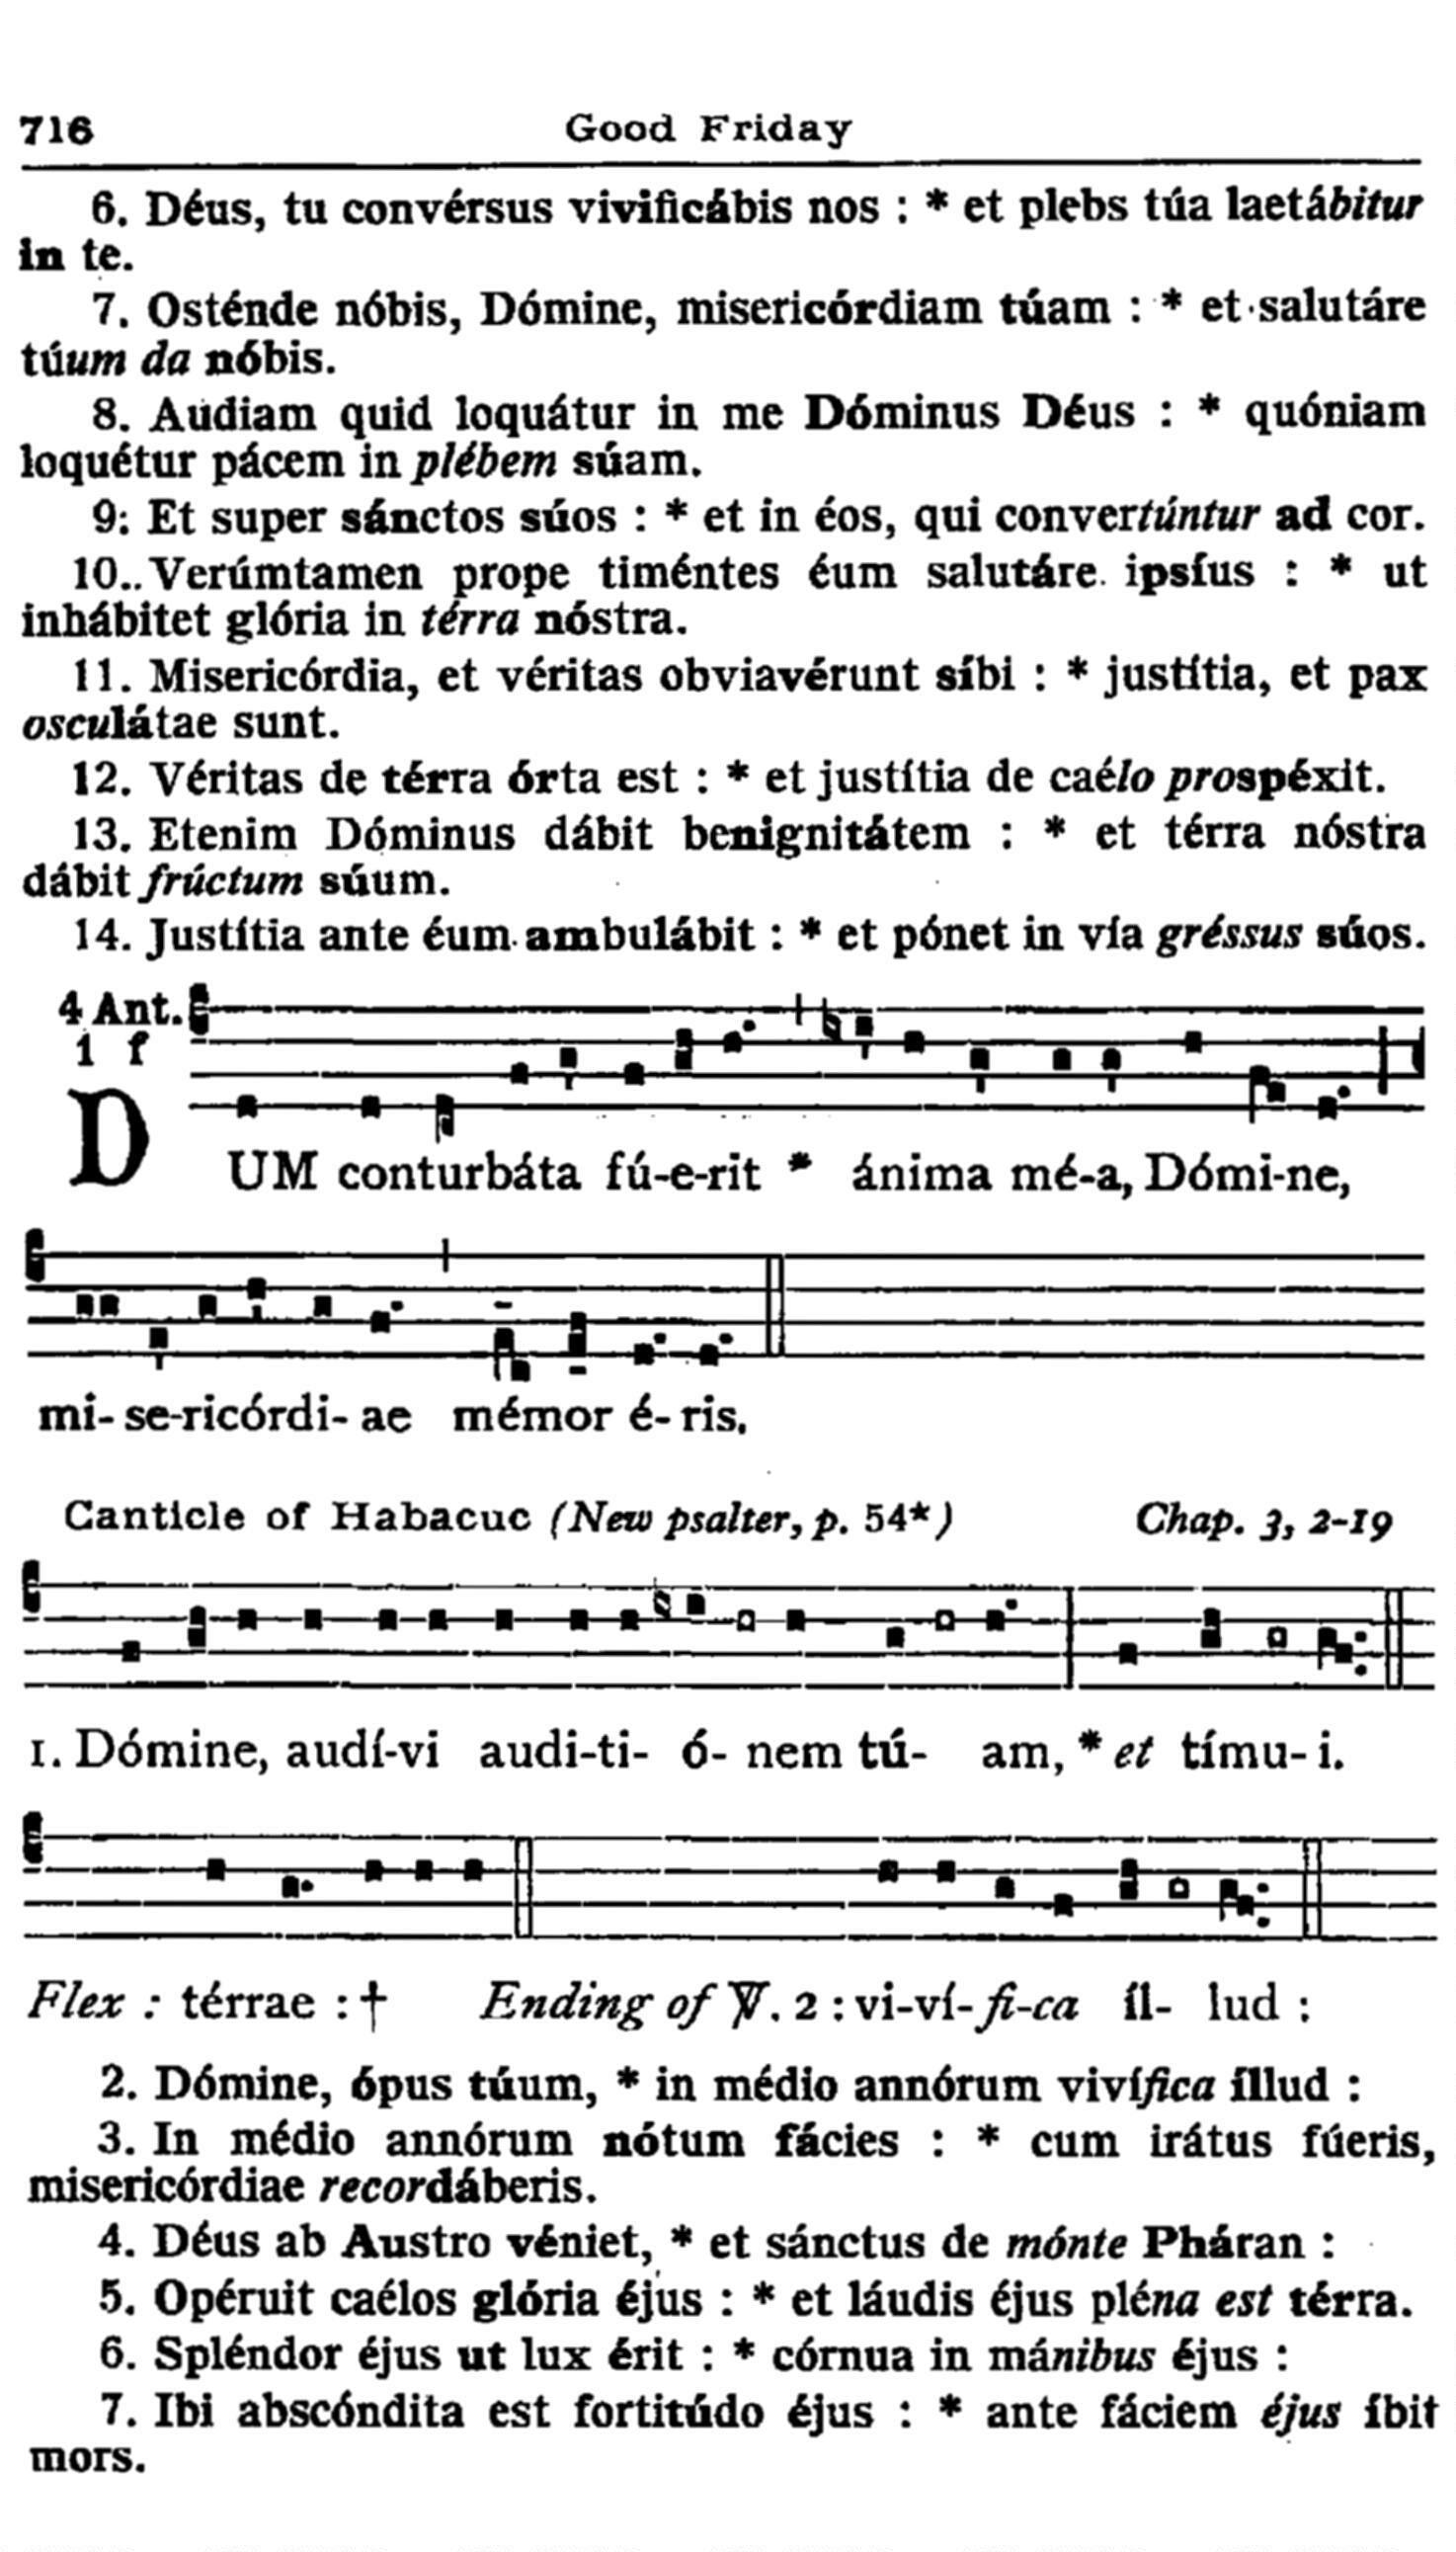 716 Good Friday
6. Déus, tu convérsus vivificábis nos : * et plebs túa laetábitur
in te.
7. Osténde nóbis, Dómine, misericórdiam túam : * et salutáre
túum da nóbis.
8. Audiam quid loquátur in me Dóminus Déus : * quóniam
loquétur pácem in plébem súam.
9: Et super sánctos súos : * et in éos, qui convertúntur ad cor.
10.. Verúmtamen prope timéntes éum salutáre ipsíus : * ut
inhábitet glória in térra nóstra.
11. Misericórdia, et véritas obviavérunt síbi : * justítia, et pax
osculátae sunt.
12. Véritas de térra órta est : * et justítia de caélo prospéxit.
13. Etenim Dóminus dábit benignitátem : * et térra nóstra
dábit frúctum súum.
14. Justítia ante éum ambulábit : * et pónet in vía gréssus súos.
4 Ant.
1 f
DUM conturbáta fú-e-rit * ánima mé-a, Dómi-ne,
mi- se-ricórdi- ae mémor é- ris.
Canticle of Habacuc (New psalter, p. 54*) Chap. 3, 2-19
1. Dómine, audí-vi audi-ti- ó- nem tú- am, * et tímu- i.
Flex : térrae : † Ending of ℣. 2 : vi-ví-fi-ca íl- lud :
2. Dómine, ópus túum, * in médio annórum vivífica íllud :
3. In médio annórum nótum fácies : * cum irátus fúeris,
misericórdiae recordáberis.
4. Déus ab Austro véniet, * et sánctus de mónte Pháran :
5. Opéruit caélos glória éjus : * et láudis éjus pléna est térra.
6. Spléndor éjus ut lux érit : * córnua in mánibus éjus :
7. Ibi abscóndita est fortitúdo éjus : * ante fáciem éjus íbit
mors.